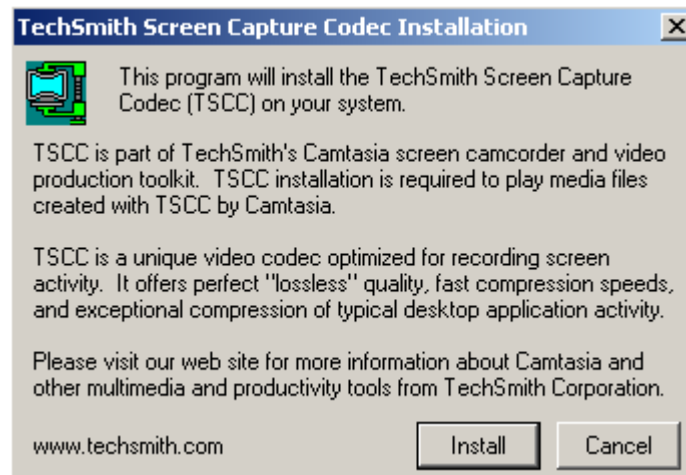 TechSmith Screen Capture Codec Installation
This program will install the TechSmith Screen Capture
Codec (TSCC) on your system.
TSCC is part of TechSmith's Camtasia screen camcorder and video
production toolkit.  TSCC installation is required to play media files
created with TSCC by Camtasia.
TSCC is a unique video codec optimized for recording screen
activity.  It offers perfect "lossless" quality, fast compression speeds,
and exceptional compression of typical desktop application activity.
Please visit our web site for more information about Camtasia and
other multimedia and productivity tools from TechSmith Corporation.
www.techsmith.com Install Cancel